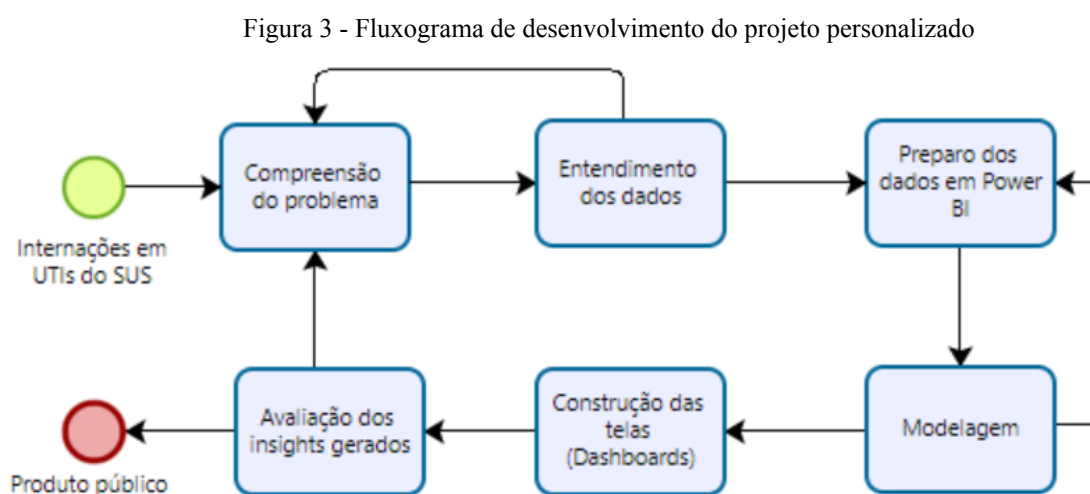 Figura 3 - Fluxograma de desenvolvimento do projeto personalizado
Compreensão
do problema
Entendimento
dos dados
Preparo dos
dados em Power
BI
Internações em
UTIs do SUS
Avaliação dos
insights gerados
Construção das
telas
(Dashboards)
Modelagem
Produto público